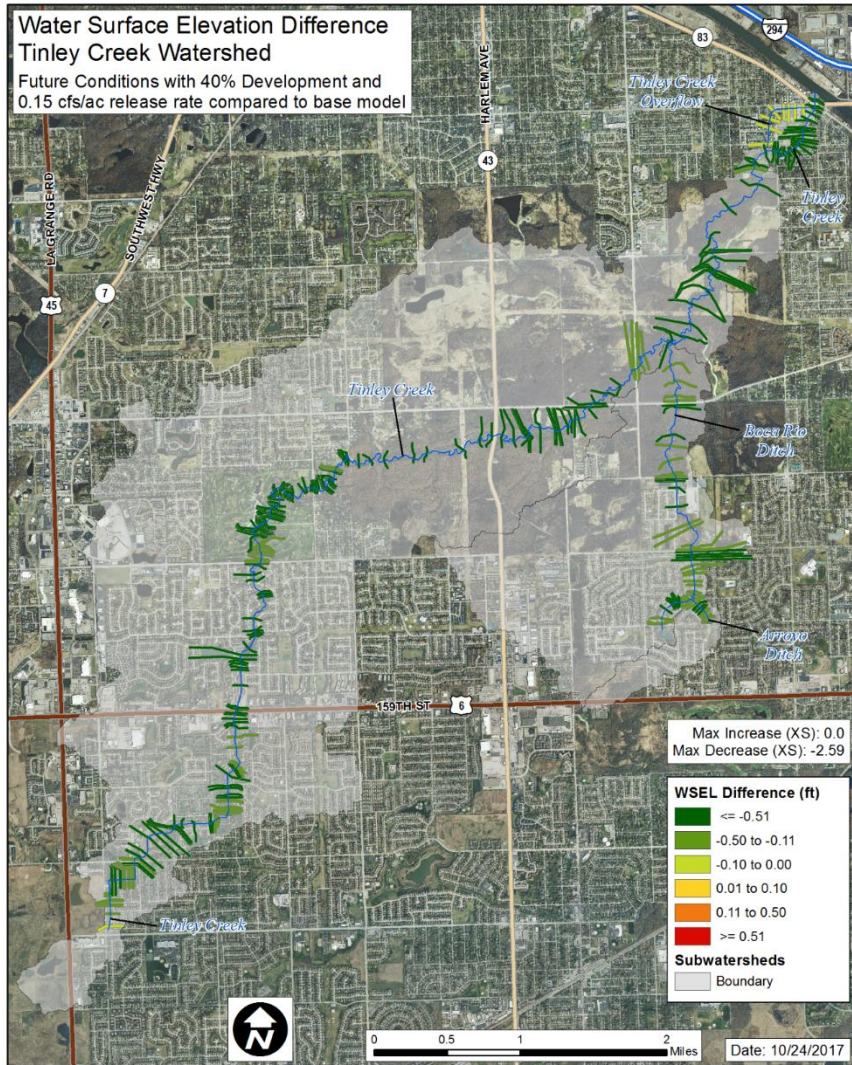 Water Surface Elevation Difference
Tinley Creek Watershed
Future Conditions with 40% Development and
0.15 cfs/ac release rate compared to base model
294
83
HARLEM AVE
Tinley Creek
Overflow
43
SOUTHWEST HWY
LA GRANGE RD
Tinley
Creek
7
45
Tinley Creek
Boca Rio
Ditch
Arroyo
Ditch
159TH ST
6
Max Increase (XS): 0.0
Max Decrease (XS): -2.59
WSEL Difference (ft)
<= -0.51
-0.50 to -0.11
-0.10 to 0.00
0.01 to 0.10
0.11 to 0.50
>= 0.51
Subwatersheds
Boundary
Tinley Creek
N
0 0.5 1 2
Miles
Date: 10/24/2017